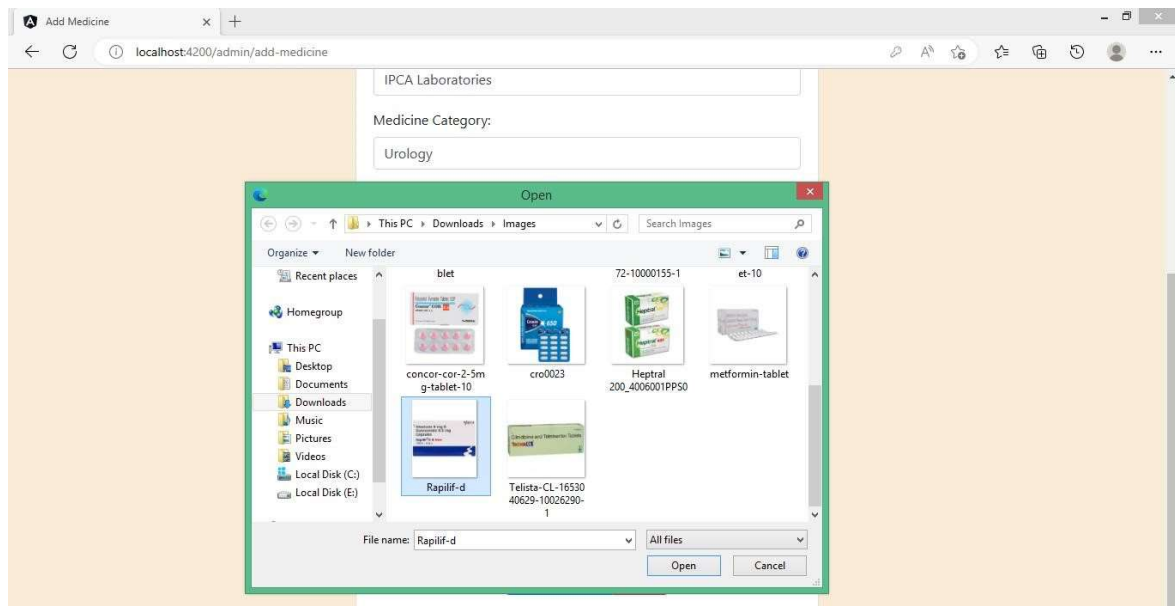 Add Medicine
localhost:4200/admin/add-medicine
IPCA Laboratories
Medicine Category:
Urology
Open
This PC Downloads Images
Search Images
Organize New folder
Recent places
Homegroup
This PC
Desktop
Documents
Downloads
Music
Pictures
Videos
Local Disk (C:)
Local Disk (E:)
blet
72-10000155-1
et-10
concor-cor-2-5m
g-tablet-10
cro0023
Heptral
200_4006001PPS0
metformin-tablet
Rapilif-d
Telista-CL-16530
40629-10026290-
1
File name: Rapilif-d
All files
Open Cancel